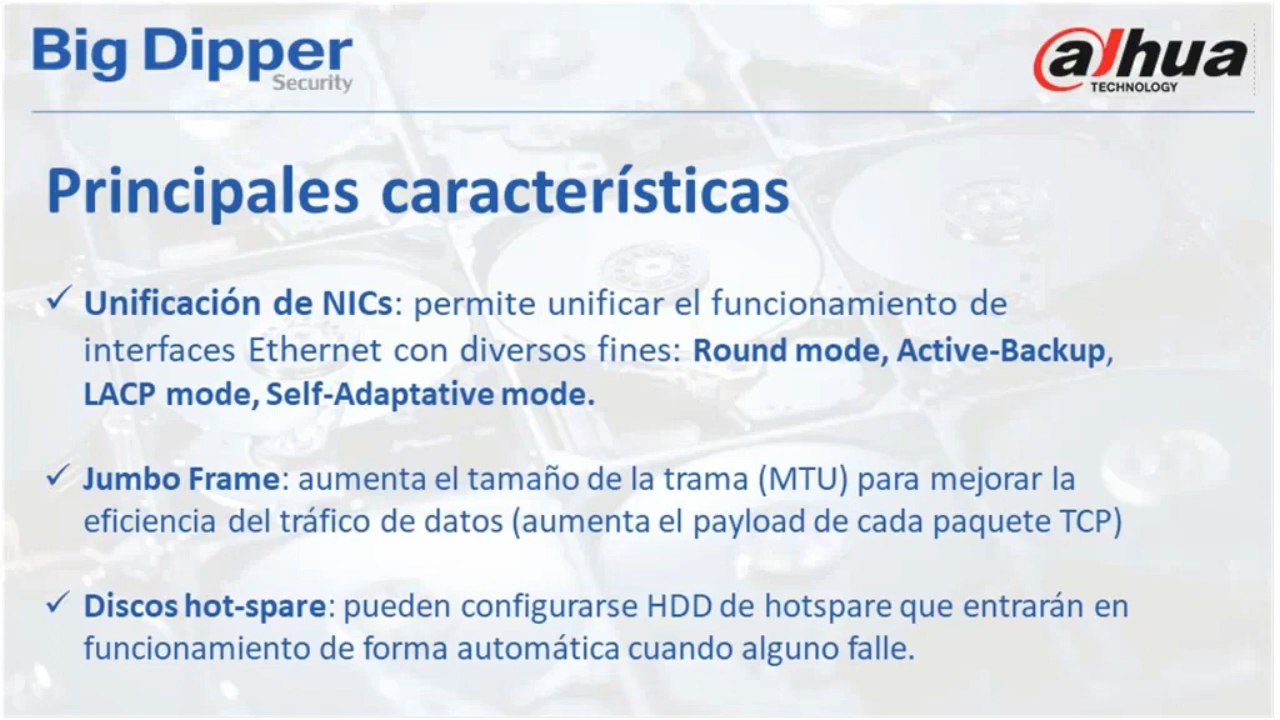 Big Dipper
Security
alhua
TECHNOLOGY
Principales características
✓ Unificación de NICs: permite unificar el funcionamiento de
interfaces Ethernet con diversos fines: Round mode, Active-Backup,
LACP mode, Self-Adaptative mode.
✓ Jumbo Frame: aumenta el tamaño de la trama (MTU) para mejorar la
eficiencia del tráfico de datos (aumenta el payload de cada paquete TCP)
✓ Discos hot-spare: pueden configurarse HDD de hotspare que entrarán en
funcionamiento de forma automática cuando alguno falle.